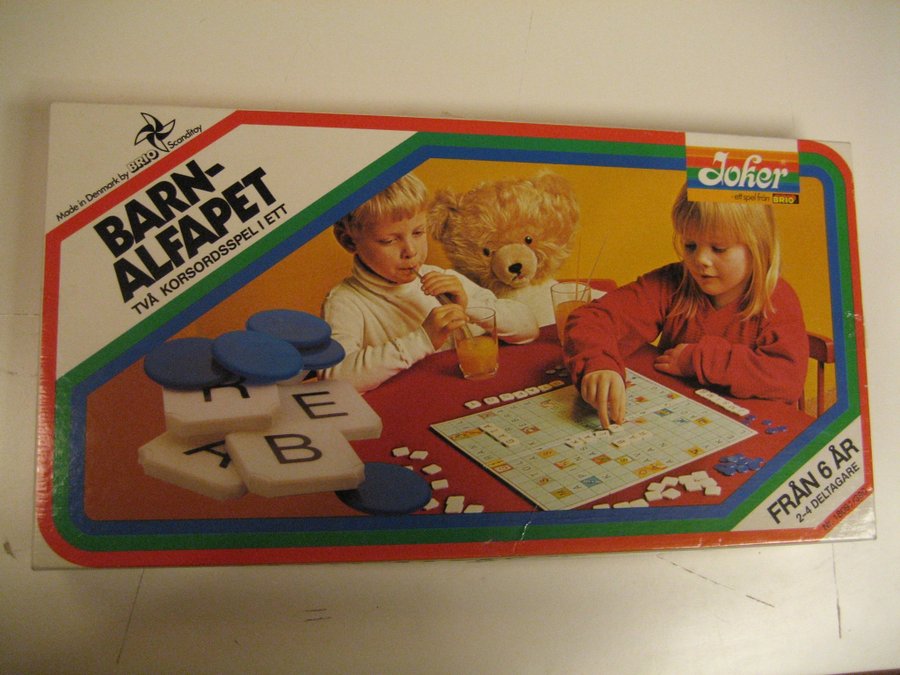 Made in Denmark by BRIO Scanditoy
BARN-
ALFAPET
TVÅ KORSORDSSPEL I ETT
Joker
ett spel från BRIO
R
E
A
B
FRÅN 6 ÅR
2-4 DELTAGARE